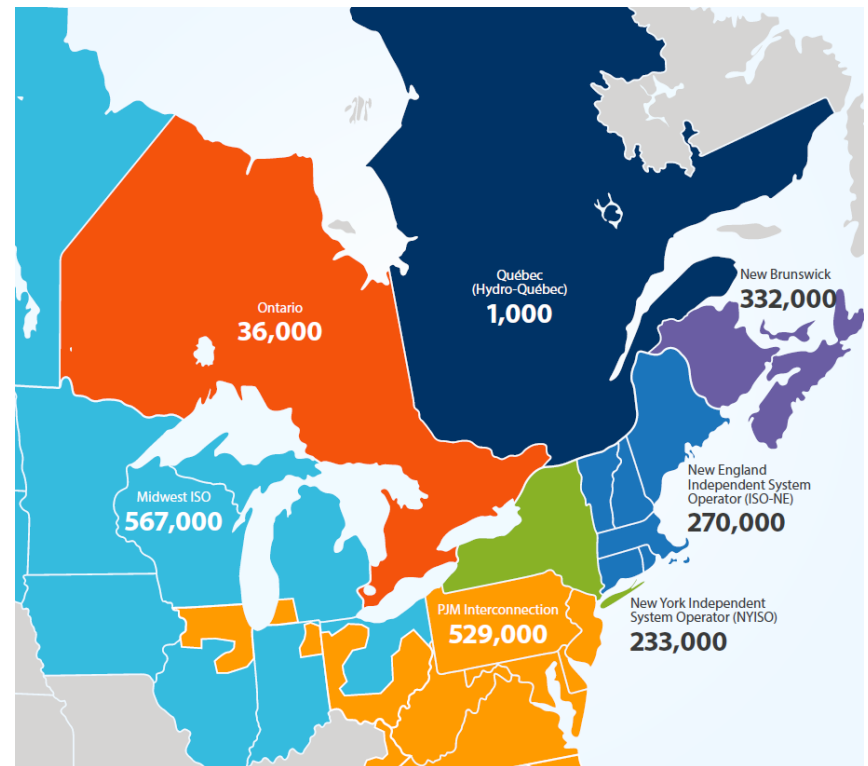 Québec
(Hydro-Québec)
1,000
New Brunswick
332,000
Ontario
36,000
Midwest ISO
567,000
New England
Independent System
Operator (ISO-NE)
270,000
PJM Interconnection
529,000
New York Independent
System Operator (NYISO)
233,000